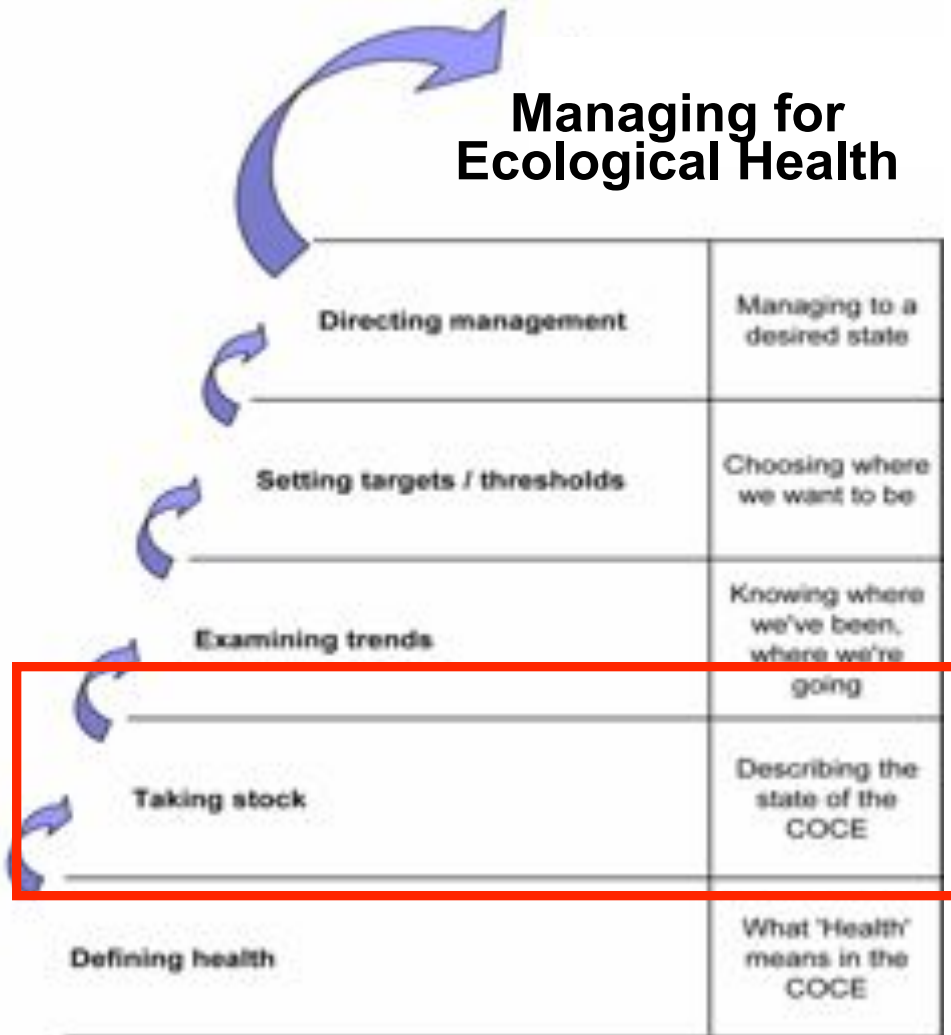 Managing for
Ecological Health
Directing management
Managing to a
desired state
Setting targets / thresholds
Choosing where
we want to be
Examining trends
Knowing where
we've been,
where we're
going
Taking stock
Describing the
state of the
COCE
Defining health
What 'Health'
means in the
COCE